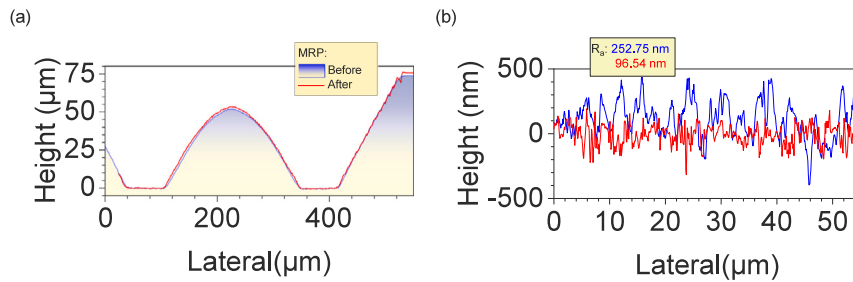 (a)
MRP:
Before
After
75
50
25
0
Height (μm)
0
200
400
Lateral(μm)
(b)
Rₐ: 252.75 nm
96.54 nm
500
0
-500
Height (nm)
0
10
20
30
40
50
Lateral(μm)